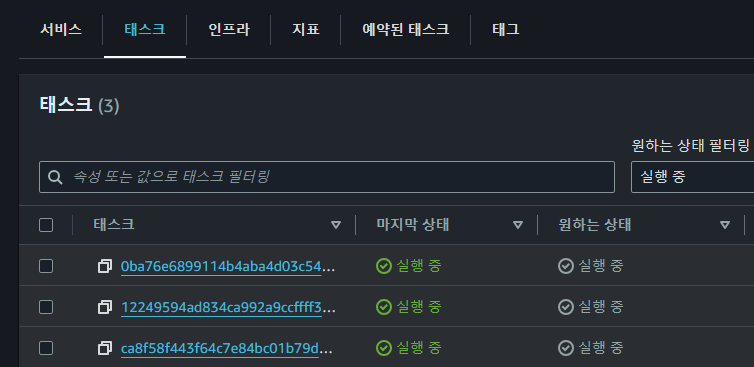 서비스 태스크 인프라 지표 예약된 태스크 태그
태스크 (3)
원하는 상태 필터링
속성 또는 값으로 태스크 필터링 실행 중
태스크 마지막 상태 원하는 상태
0ba76e6899114b4aba4d03c54... 실행 중 실행 중
12249594ad834ca992a9ccffff3... 실행 중 실행 중
ca8f58f443f64c7e84bc01b79d... 실행 중 실행 중